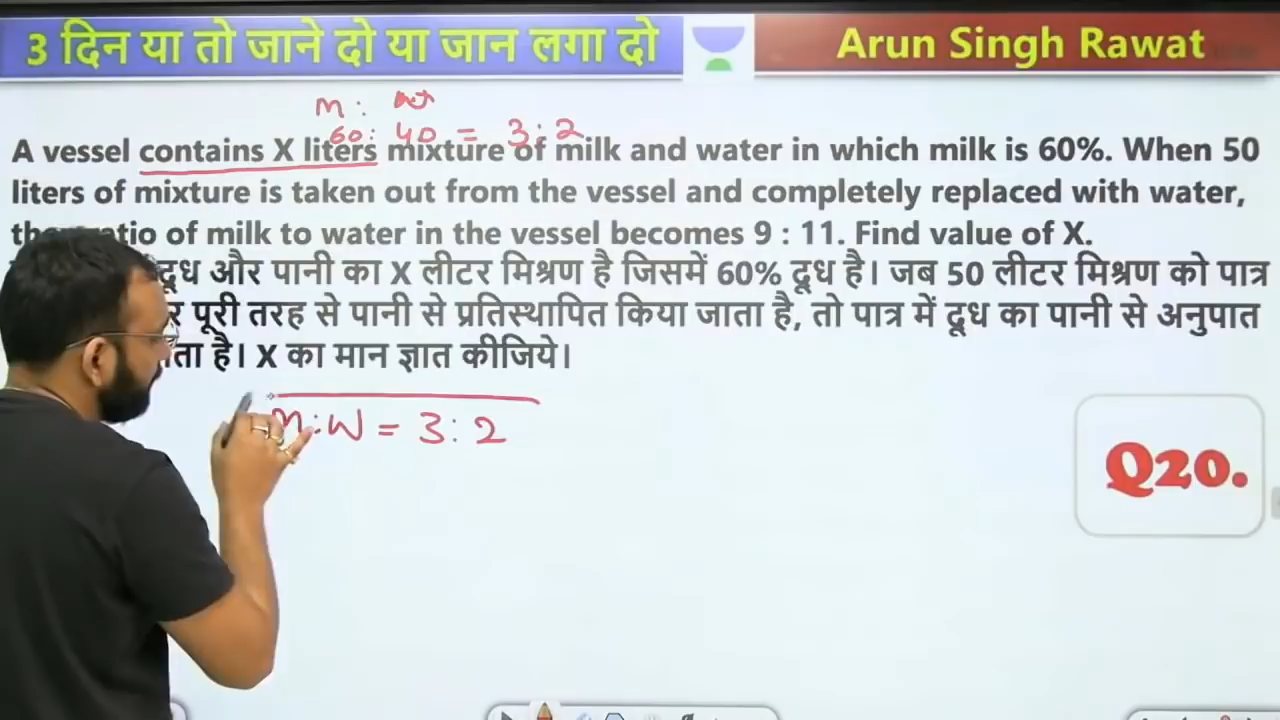 3 दिन या तो जाने दो या जान लगा दो
Arun Singh Rawat
M :
60 : 40 = 3 : 2
A vessel contains X liters mixture of milk and water in which milk is 60%. When 50
liters of mixture is taken out from the vessel and completely replaced with water,
ratio of milk to water in the vessel becomes 9 : 11. Find value of X.
दूध और पानी का X लीटर मिश्रण है जिसमें 60% दूध है। जब 50 लीटर मिश्रण को पात्र
पूरी तरह से पानी से प्रतिस्थापित किया जाता है, तो पात्र में दूध का पानी से अनुपात
है। X का मान ज्ञात कीजिये।
M : W = 3 : 2
Q20.